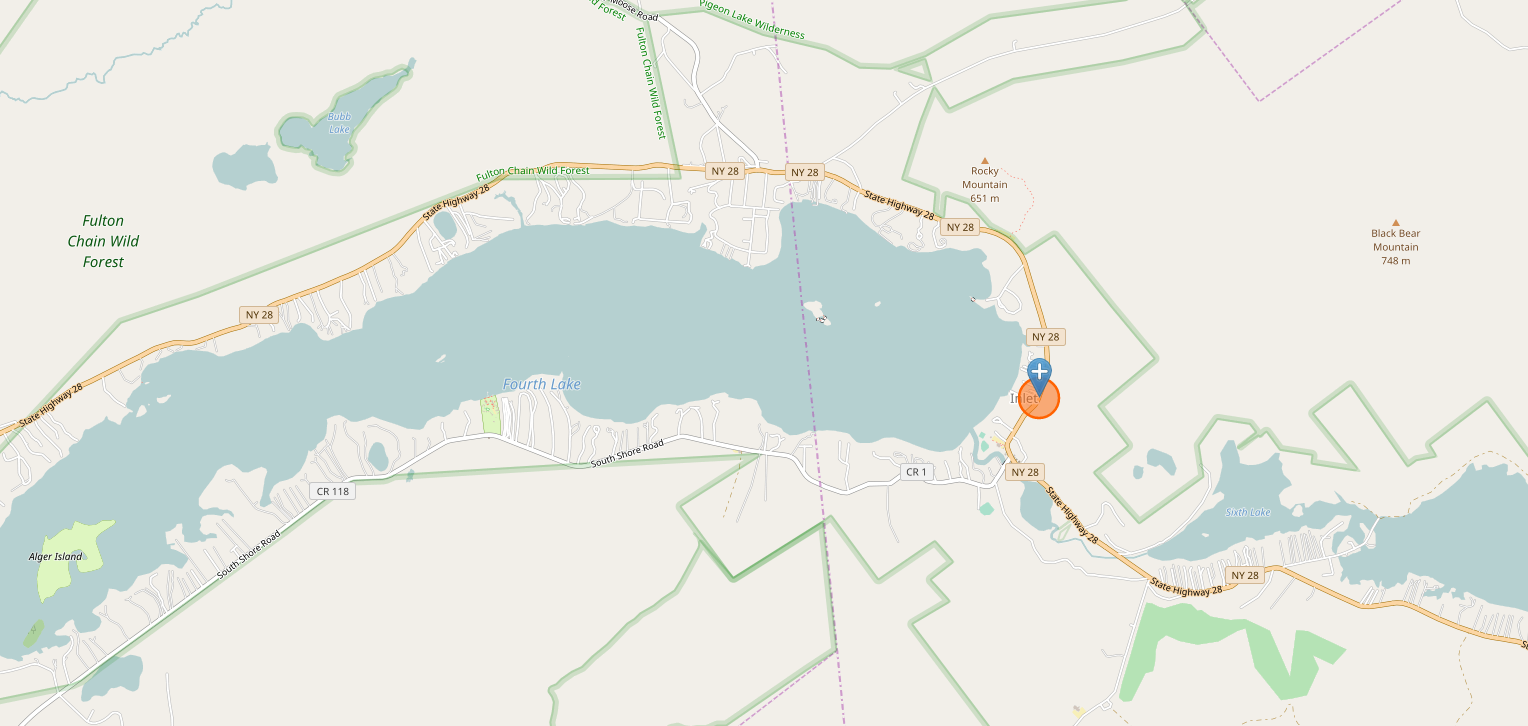 Moose Road
d Forest
Pigeon Lake Wilderness
Fulton Chain Wild Forest
Bubb
Lake
Fulton Chain Wild Forest
NY 28
NY 28
Rocky
Mountain
651 m
State Highway 28
State Highway 28
NY 28
Fulton
Chain Wild
Forest
Black Bear
Mountain
748 m
NY 28
NY 28
Fourth Lake
State Highway 28
Inlet
South Shore Road
CR 1
NY 28
CR 118
State Highway 28
Sixth Lake
South Shore Road
Alger Island
State Highway 28
NY 28